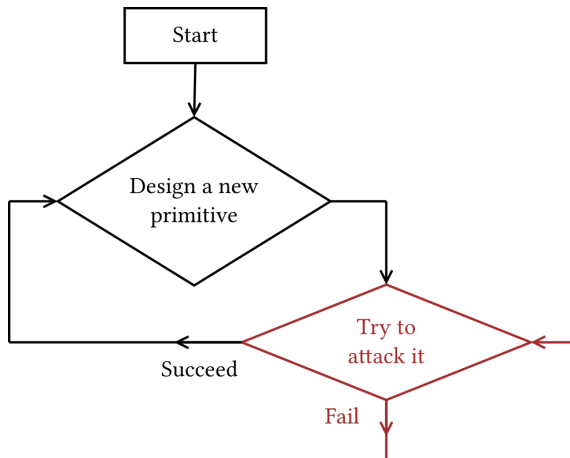 Start
Design a new
primitive
Try to
attack it
Succeed
Fail